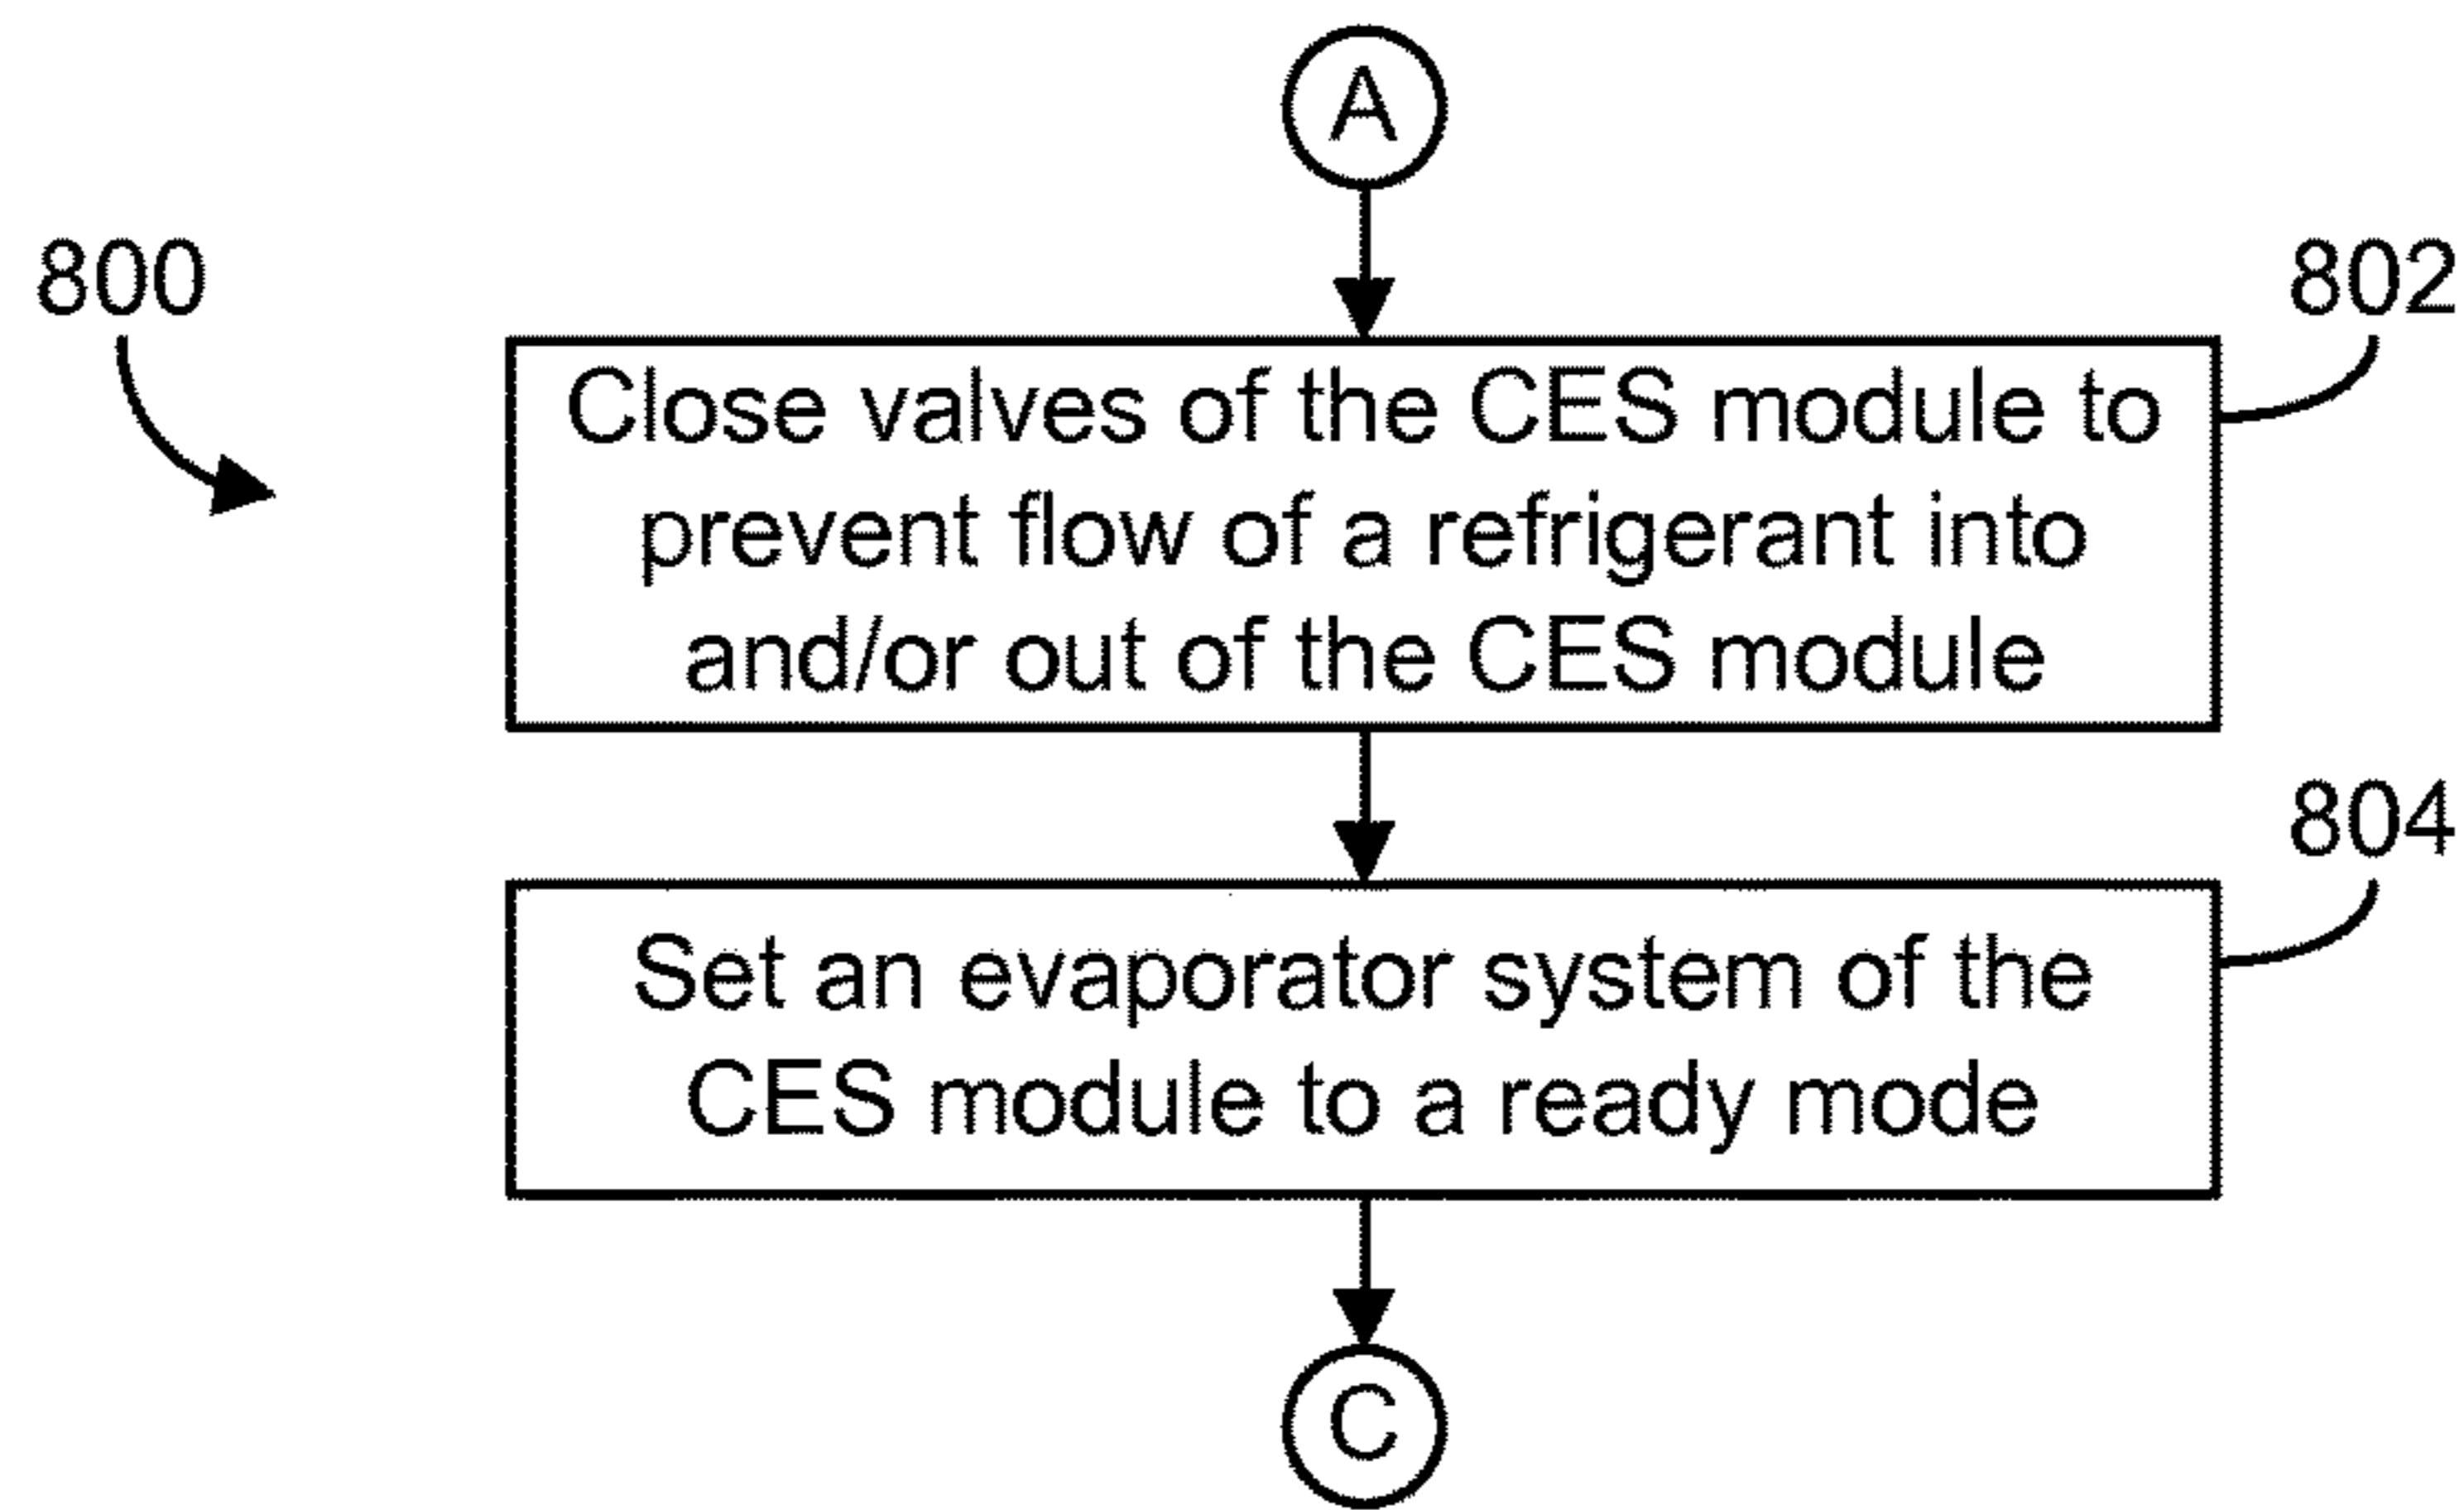 A
800
802
Close valves of the CES module to
prevent flow of a refrigerant into
and/or out of the CES module
804
Set an evaporator system of the
CES module to a ready mode
C